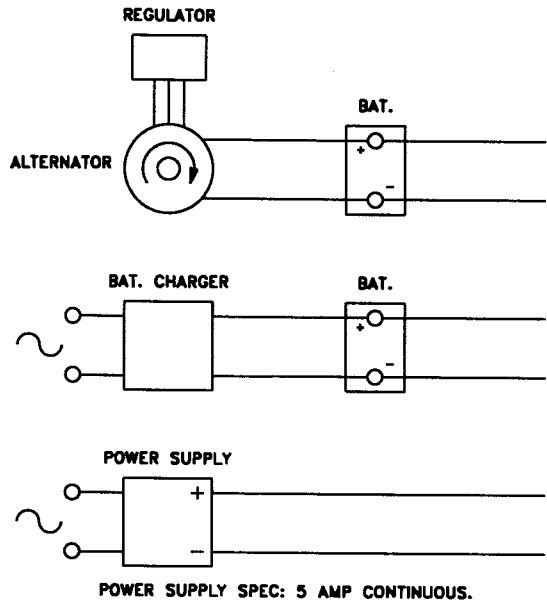 REGULATOR
BAT.
ALTERNATOR
+
-
BAT. CHARGER
BAT.
+
-
POWER SUPPLY
+
-
POWER SUPPLY SPEC: 5 AMP CONTINUOUS.